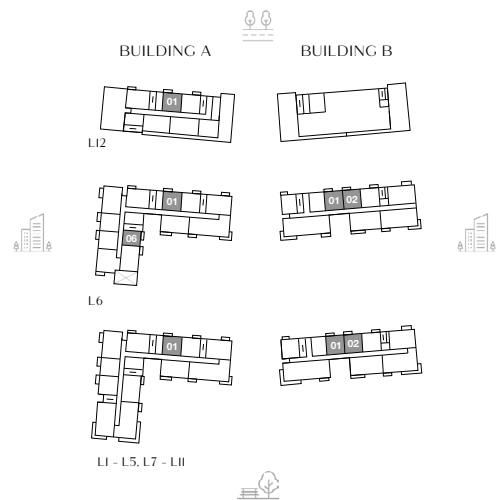 BUILDING A
BUILDING B
01
L12
01
06
01 02
L6
01
01 02
L1 - L5, L7 - L11